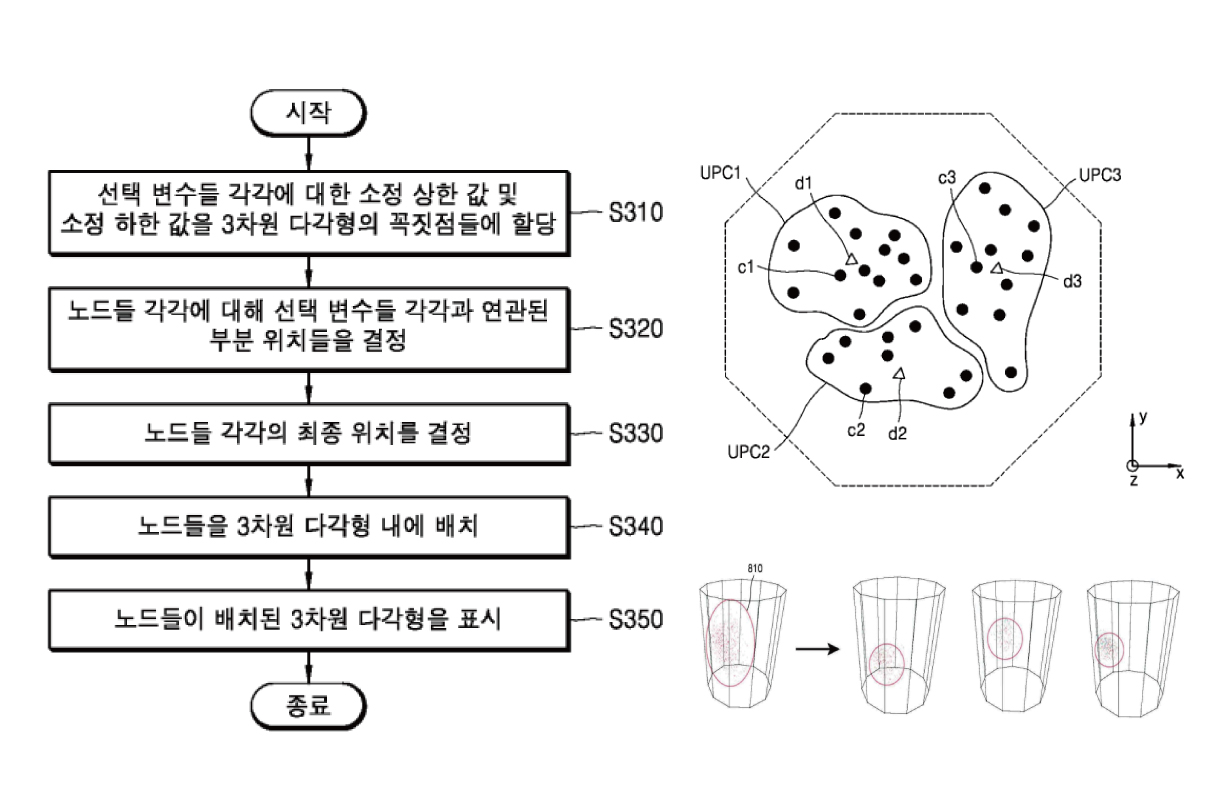 시작
선택 변수들 각각에 대한 소정 상한 값 및
소정 하한 값을 3차원 다각형의 꼭짓점들에 할당
S310
노드들 각각에 대해 선택 변수들 각각과 연관된
부분 위치들을 결정
S320
노드들 각각의 최종 위치를 결정
S330
노드들을 3차원 다각형 내에 배치
S340
노드들이 배치된 3차원 다각형을 표시
S350
종료
UPC1
d1
c3
UPC3
c1
d3
c2
d2
UPC2
y
z
x
810